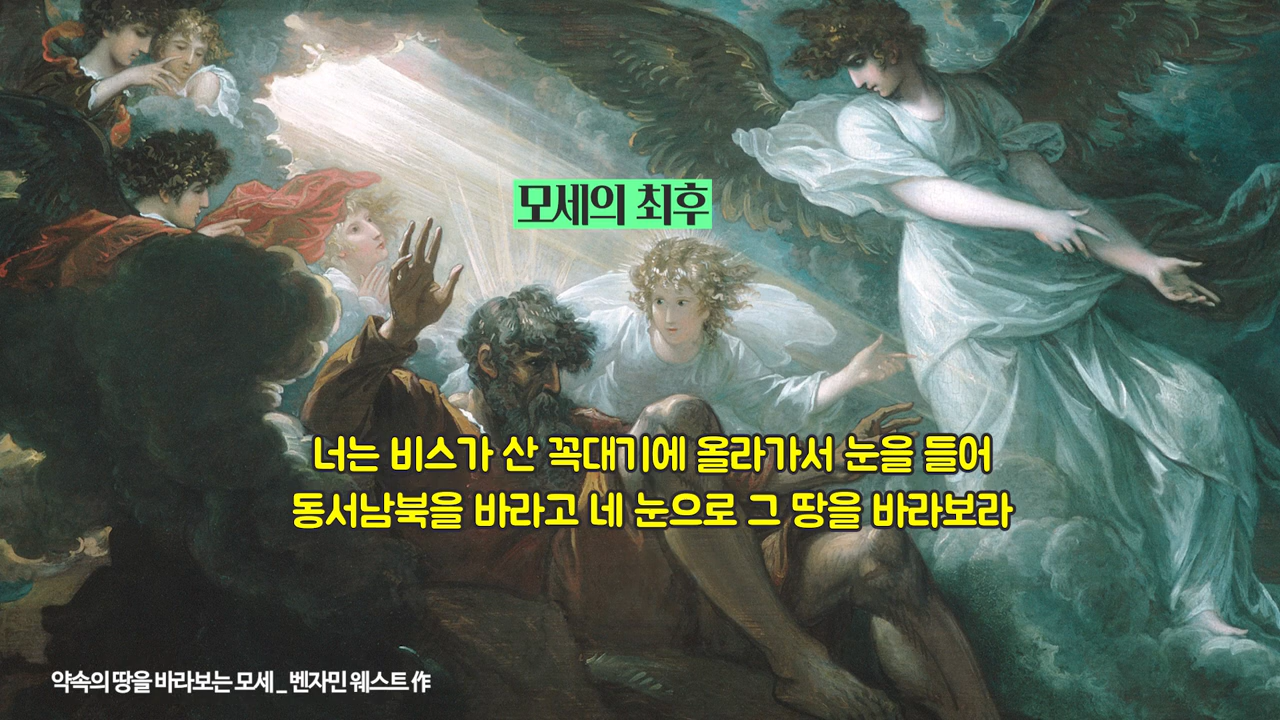 모세의 최후
너는 비스가 산 꼭대기에 올라가서 눈을 들어
동서남북을 바라고 네 눈으로 그 땅을 바라보라
약속의 땅을 바라보는 모세 _ 벤자민 웨스트 作